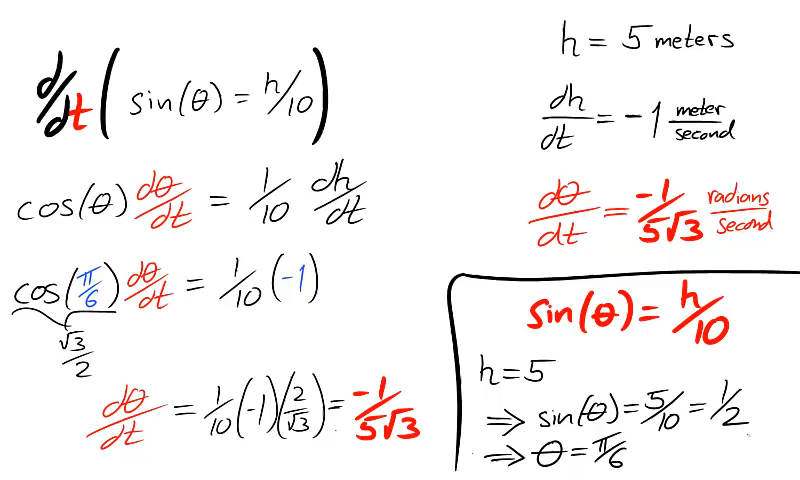 d/dt ( sin(θ) = h/10 )
cos(θ) dθ/dt = 1/10 dh/dt
cos(π/6) dθ/dt = 1/10 (-1)
√3/2
dθ/dt = 1/10 (-1)(2/√3) = -1/5√3
h = 5 meters
dh/dt = -1 meter/second
dθ/dt = -1/5√3 radians/second
sin(θ) = h/10
h = 5
⇒ sin(θ) = 5/10 = 1/2
⇒ θ = π/6